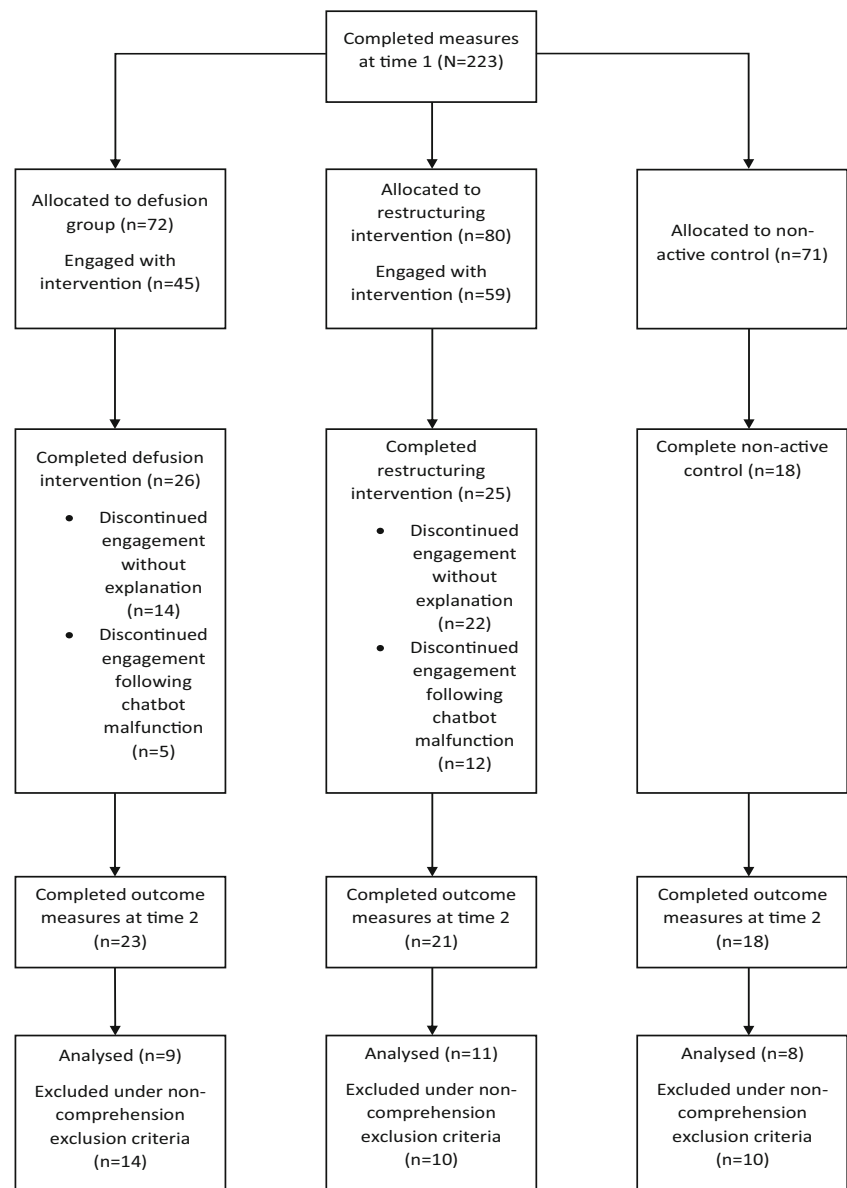 Completed measures
at time 1 (N=223)
Allocated to defusion
group (n=72)
Engaged with
intervention (n=45)
Allocated to
restructuring
intervention (n=80)
Engaged with
intervention (n=59)
Allocated to non-
active control (n=71)
Completed defusion
intervention (n=26)
• Discontinued
engagement
without
explanation
(n=14)
• Discontinued
engagement
following
chatbot
malfunction
(n=5)
Completed
restructuring
intervention (n=25)
• Discontinued
engagement
without
explanation
(n=22)
• Discontinued
engagement
following
chatbot
malfunction
(n=12)
Complete non-active
control (n=18)
Completed outcome
measures at time 2
(n=23)
Completed outcome
measures at time 2
(n=21)
Completed outcome
measures at time 2
(n=18)
Analysed (n=9)
Excluded under non-
comprehension
exclusion criteria
(n=14)
Analysed (n=11)
Excluded under non-
comprehension
exclusion criteria
(n=10)
Analysed (n=8)
Excluded under non-
comprehension
exclusion criteria
(n=10)